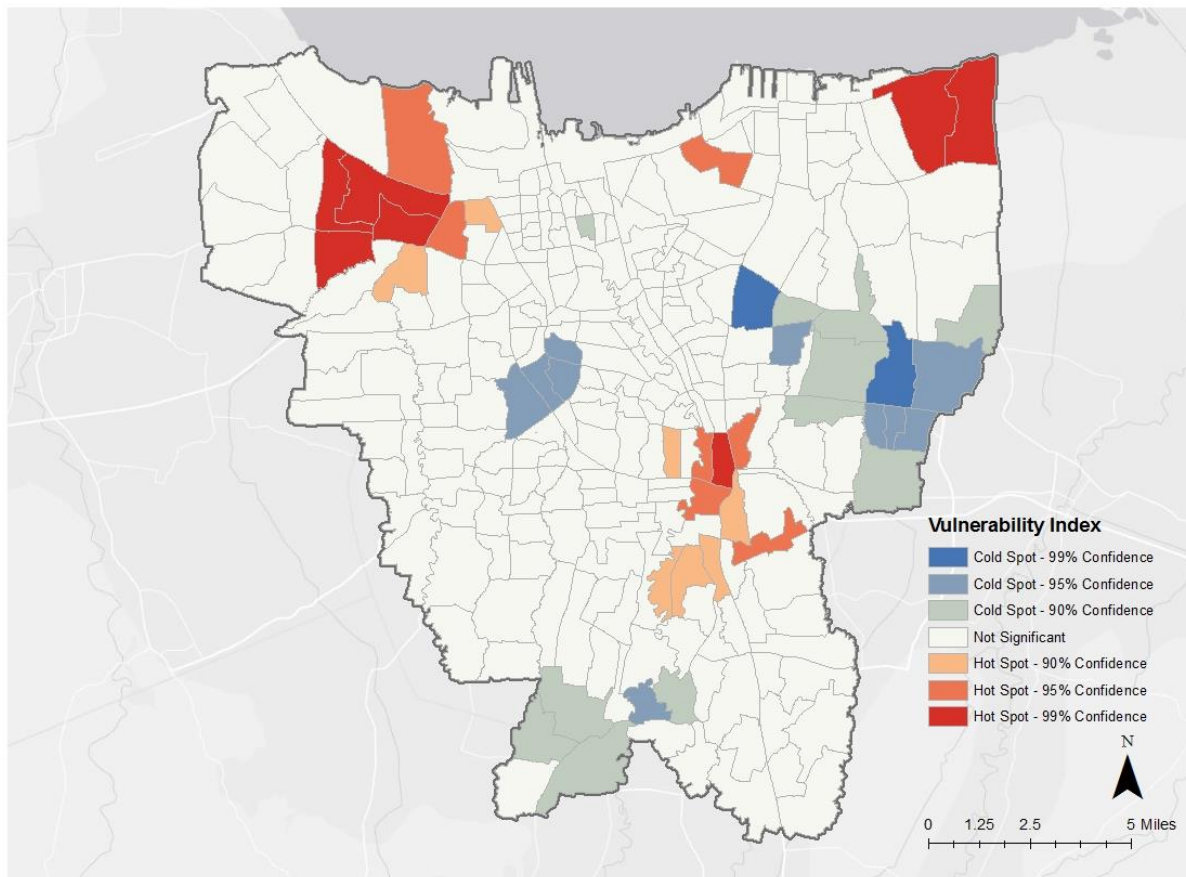 Vulnerability Index
Cold Spot - 99% Confidence
Cold Spot - 95% Confidence
Cold Spot - 90% Confidence
Not Significant
Hot Spot - 90% Confidence
Hot Spot - 95% Confidence
Hot Spot - 99% Confidence
N
0 1.25 2.5 5 Miles